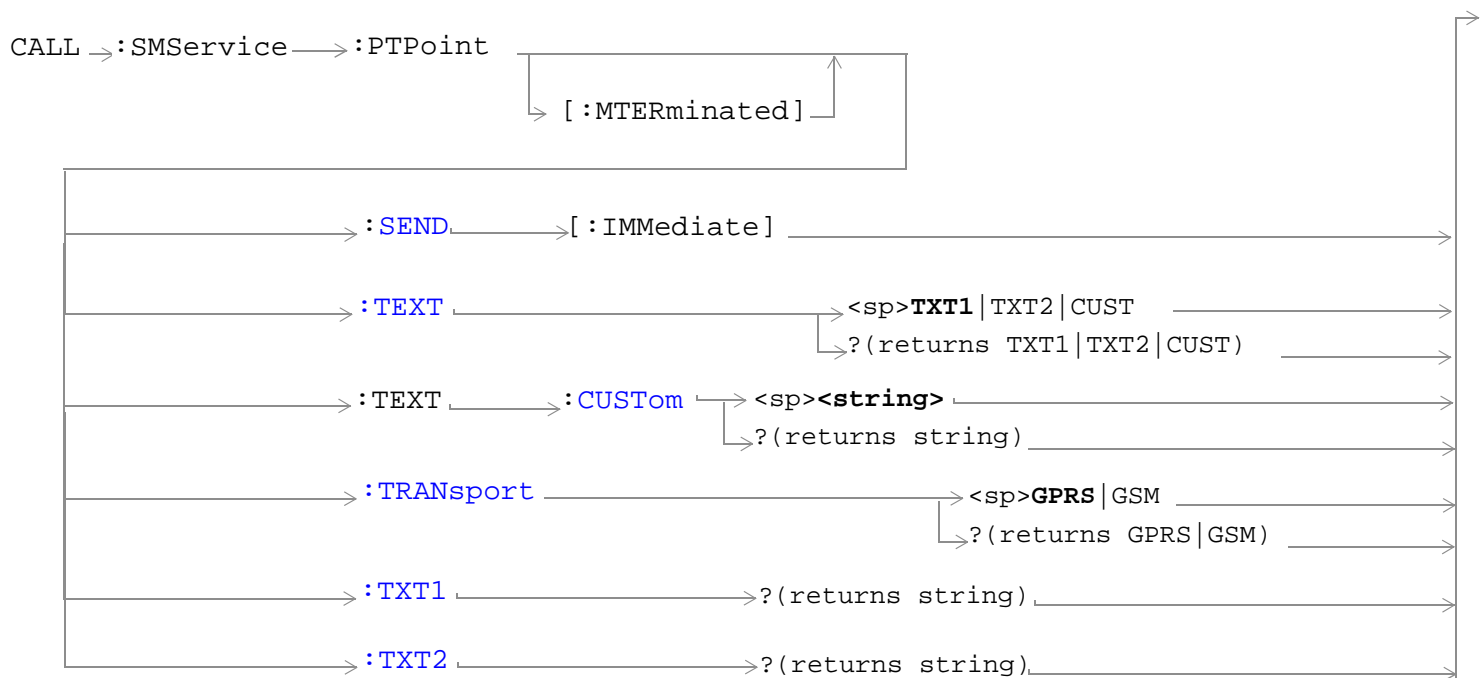 CALL :SMService :PTPoint
[:MTERminated]
:SEND [:IMMediate]
:TEXT <sp>TXT1|TXT2|CUST
?(returns TXT1|TXT2|CUST)
:TEXT :CUSTom <sp><string>
?(returns string)
:TRANsport <sp>GPRS|GSM
?(returns GPRS|GSM)
:TXT1 ?(returns string)
:TXT2 ?(returns string)